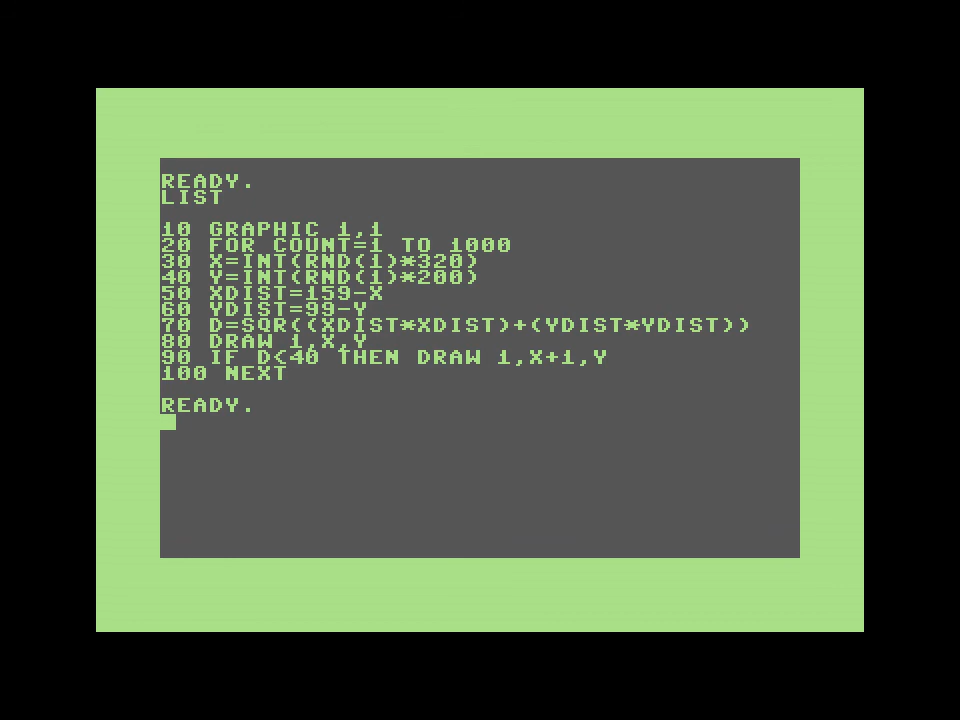 READY.
LIST
10 GRAPHIC 1,1
20 FOR COUNT=1 TO 1000
30 X=INT(RND(1)*320)
40 Y=INT(RND(1)*200)
50 XDIST=159-X
60 YDIST=99-Y
70 D=SQR((XDIST*XDIST)+(YDIST*YDIST))
80 DRAW 1,X,Y
90 IF D<40 THEN DRAW 1,X+1,Y
100 NEXT
READY.